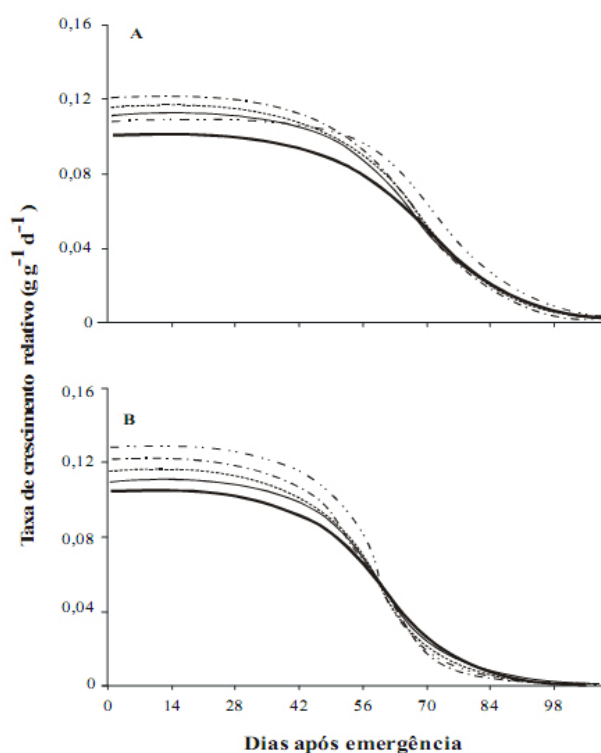 0,16
A
0,12
0,08
0,04
0
Taxa de crescimento relativo (g g⁻¹ d⁻¹ )
0,16
B
0,12
0,08
0,04
0
0 14 28 42 56 70 84 98
Dias após emergência